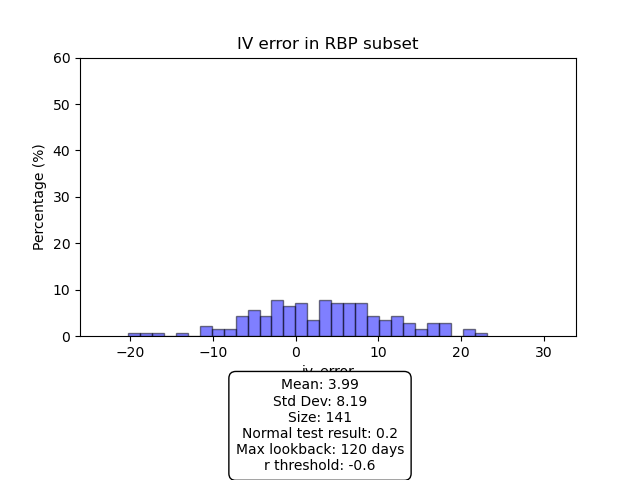 IV error in RBP subset
60
50
40
30
20
10
0
Percentage (%)
−20
−10
0
10
20
30
iv_error
Mean: 3.99
Std Dev: 8.19
Size: 141
Normal test result: 0.2
Max lookback: 120 days
r threshold: -0.6